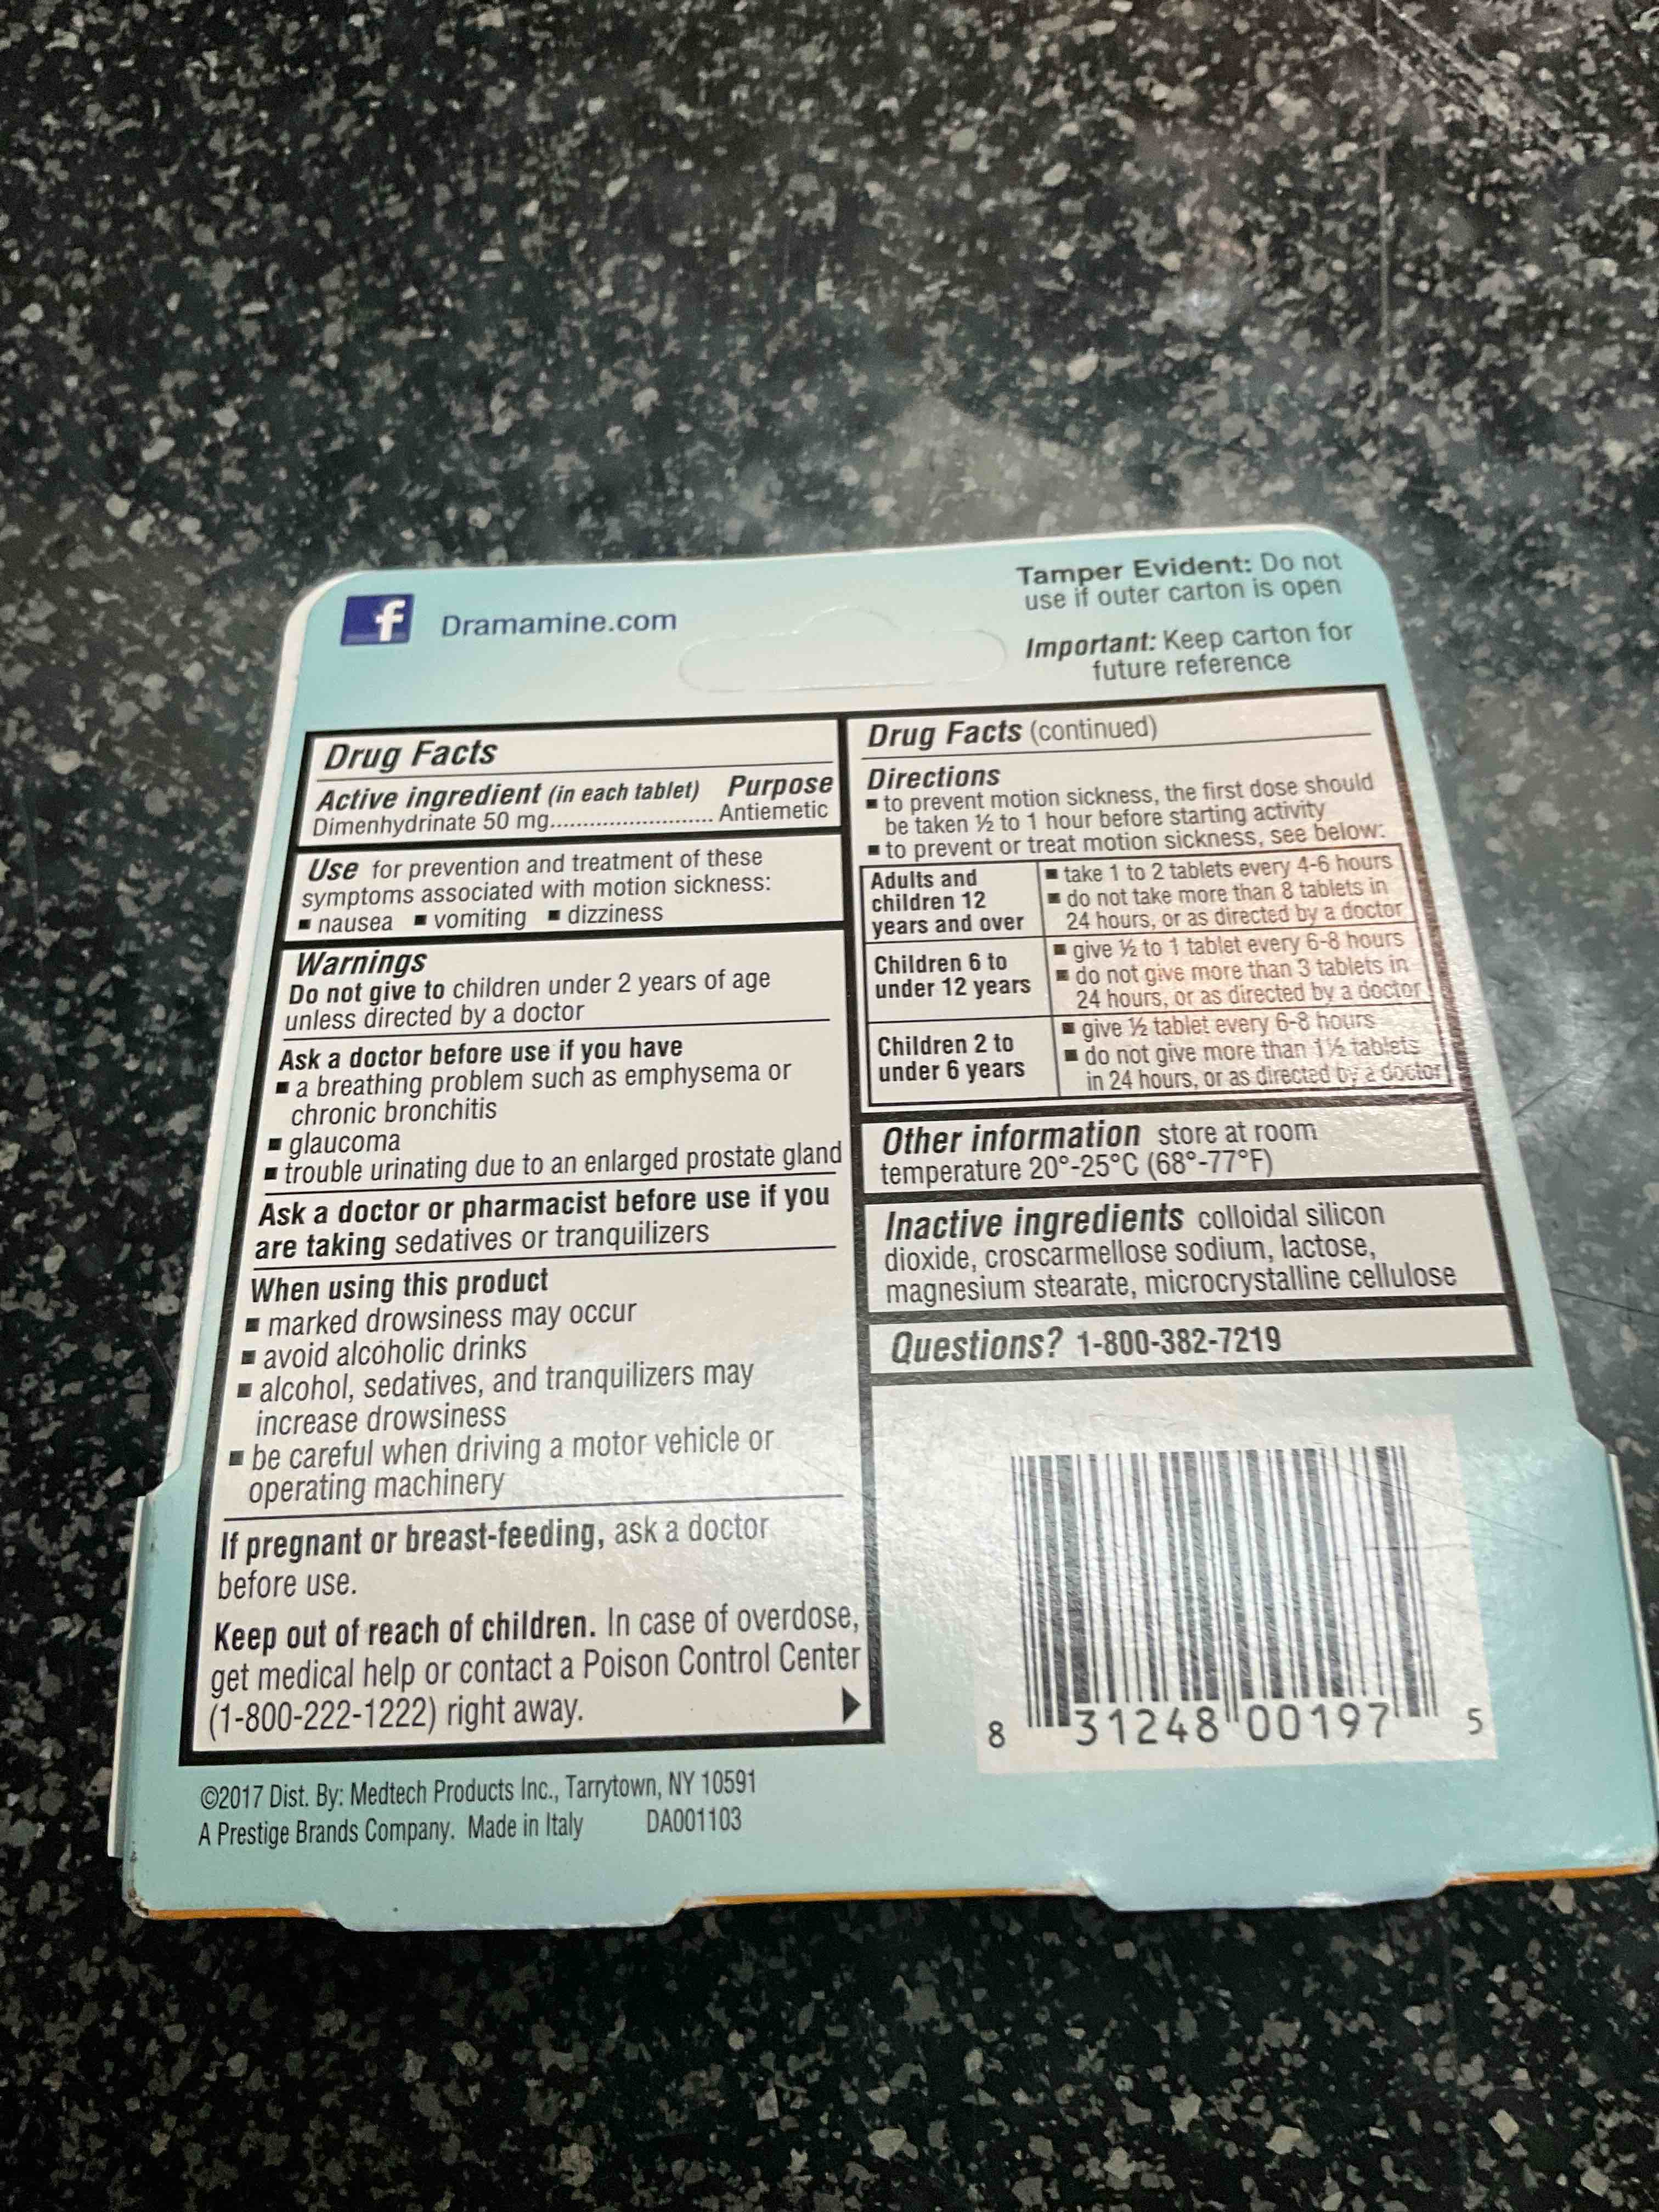 f
Dramamine.com
Tamper Evident: Do not
use if outer carton is open
Important: Keep carton for
future reference
Drug Facts
Active ingredient (in each tablet) Purpose
Dimenhydrinate 50 mg......................... Antiemetic
Use for prevention and treatment of these
symptoms associated with motion sickness:
■ nausea ■ vomiting ■ dizziness
Warnings
Do not give to children under 2 years of age
unless directed by a doctor
Ask a doctor before use if you have
■ a breathing problem such as emphysema or
chronic bronchitis
■ glaucoma
■ trouble urinating due to an enlarged prostate gland
Ask a doctor or pharmacist before use if you
are taking sedatives or tranquilizers
When using this product
■ marked drowsiness may occur
■ avoid alcoholic drinks
■ alcohol, sedatives, and tranquilizers may
increase drowsiness
■ be careful when driving a motor vehicle or
operating machinery
If pregnant or breast-feeding, ask a doctor
before use.
Keep out of reach of children. In case of overdose,
get medical help or contact a Poison Control Center
(1-800-222-1222) right away.
Drug Facts (continued)
Directions
■ to prevent motion sickness, the first dose should
be taken ½ to 1 hour before starting activity
■ to prevent or treat motion sickness, see below:
Adults and
children 12
years and over
■ take 1 to 2 tablets every 4-6 hours
■ do not take more than 8 tablets in
24 hours, or as directed by a doctor
Children 6 to
under 12 years
■ give ½ to 1 tablet every 6-8 hours
■ do not give more than 3 tablets in
24 hours, or as directed by a doctor
Children 2 to
under 6 years
■ give ½ tablet every 6-8 hours
■ do not give more than 1½ tablets
in 24 hours, or as directed by a doctor
Other information store at room
temperature 20°-25°C (68°-77°F)
Inactive ingredients colloidal silicon
dioxide, croscarmellose sodium, lactose,
magnesium stearate, microcrystalline cellulose
Questions? 1-800-382-7219
8 31248 00197 5
©2017 Dist. By: Medtech Products Inc., Tarrytown, NY 10591
A Prestige Brands Company. Made in Italy DA001103